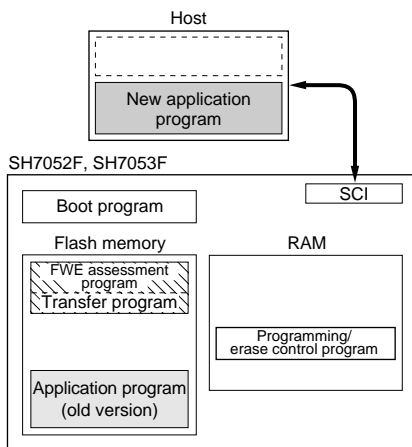 Host
New application
program
SH7052F, SH7053F
SCI
Boot program
Flash memory
RAM
FWE assessment
program
Transfer program
Programming/
erase control program
Application program
(old version)